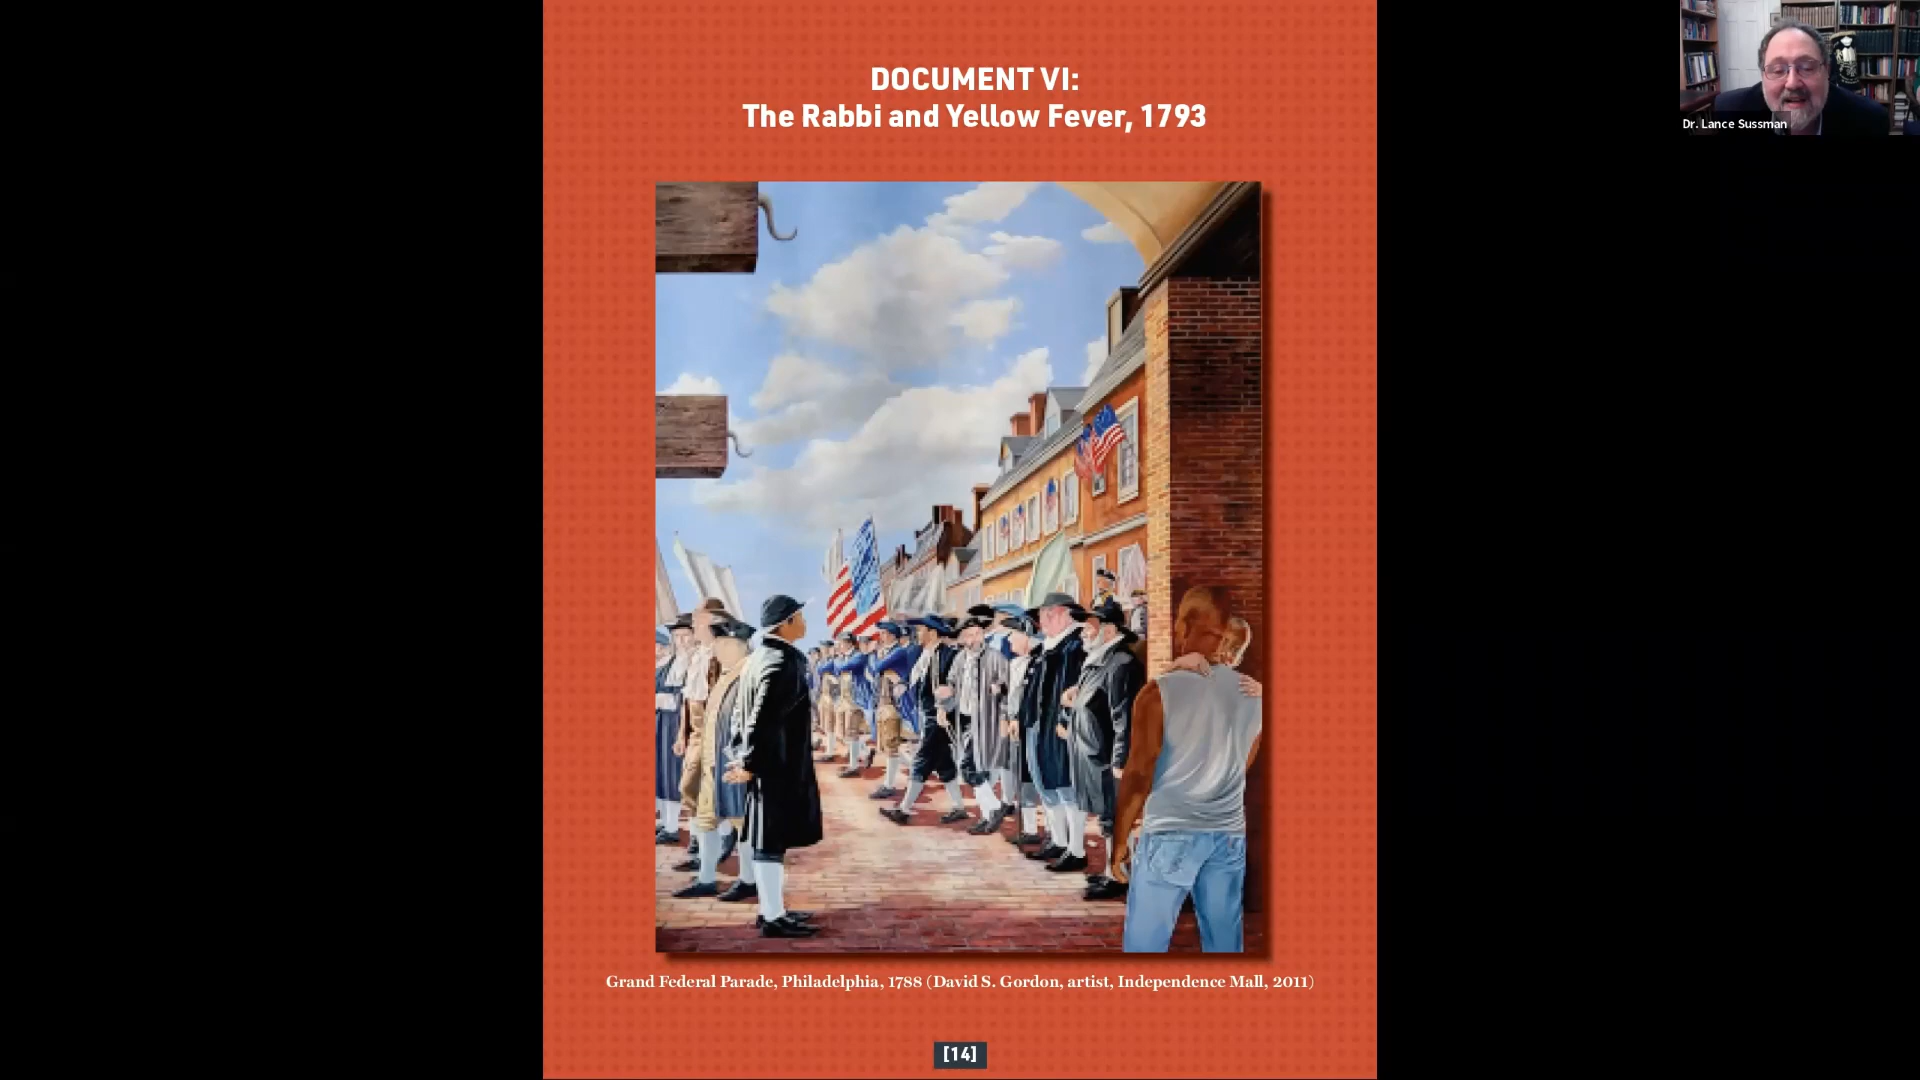 DOCUMENT VI:
The Rabbi and Yellow Fever, 1793
Dr. Lance Sussman
Grand Federal Parade, Philadelphia, 1788 (David S. Gordon, artist, Independence Mall, 2011)
[14]